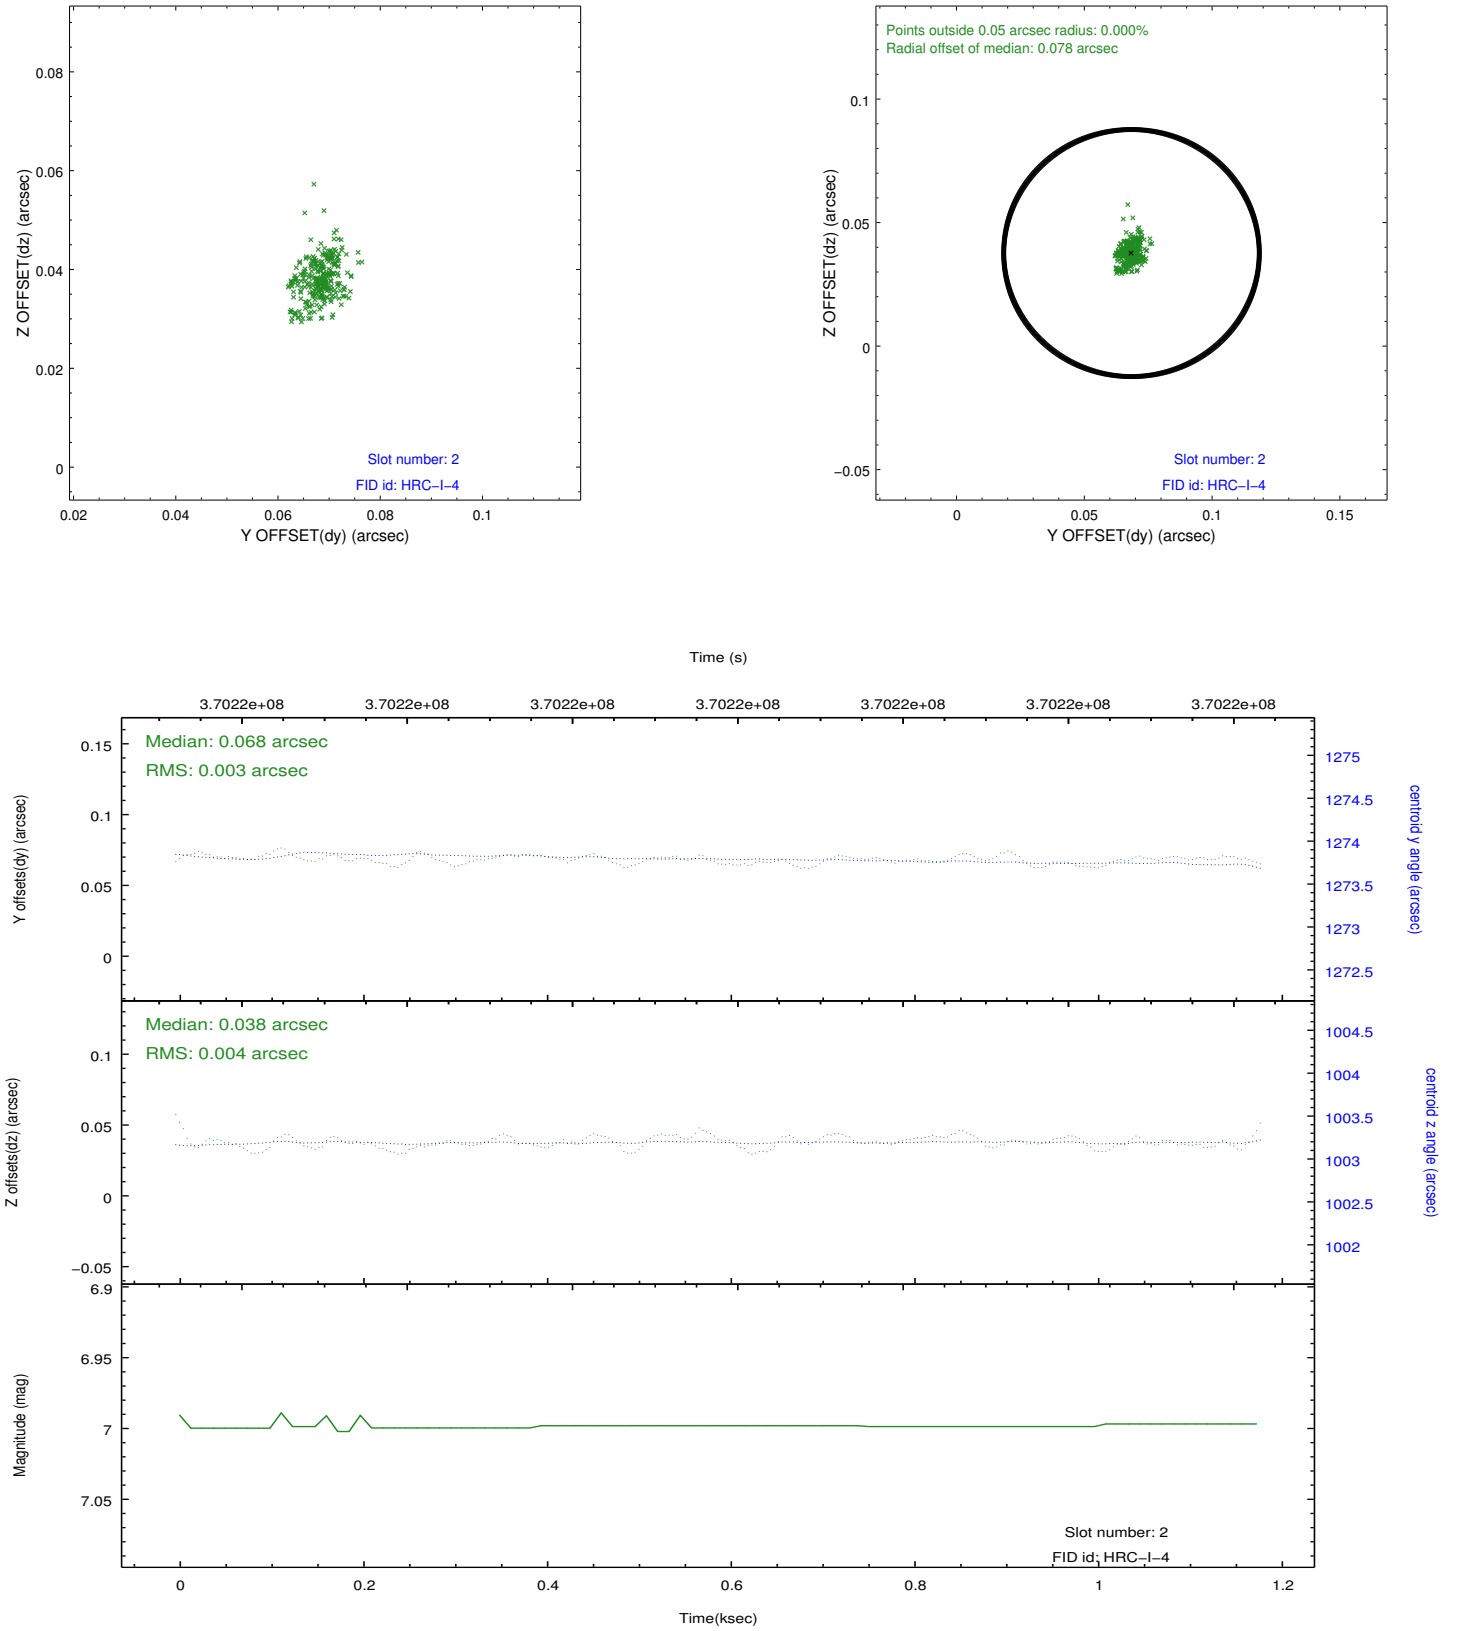 0.08
0.06
0.04
0.02
0
Z OFFSET(dz) (arcsec)
Slot number: 2
FID id: HRC−I−4
0.02 0.04 0.06 0.08 0.1
Y OFFSET(dy) (arcsec)
Points outside 0.05 arcsec radius: 0.000%
Radial offset of median: 0.078 arcsec
0.1
0.05
0
−0.05
Z OFFSET(dz) (arcsec)
Slot number: 2
FID id: HRC−I−4
0 0.05 0.1 0.15
Y OFFSET(dy) (arcsec)
Time (s)
3.7022e+08 3.7022e+08 3.7022e+08 3.7022e+08 3.7022e+08 3.7022e+08 3.7022e+08
Median: 0.068 arcsec
RMS: 0.003 arcsec
0.15
0.1
0.05
0
Y offsets(dy) (arcsec)
1275
1274.5
1274
1273.5
1273
1272.5
centroid y angle (arcsec)
Median: 0.038 arcsec
RMS: 0.004 arcsec
0.1
0.05
0
−0.05
Z offsets(dz) (arcsec)
1004.5
1004
1003.5
1003
1002.5
1002
centroid z angle (arcsec)
6.9
6.95
7
7.05
Magnitude (mag)
Slot number: 2
FID id: HRC−I−4
0 0.2 0.4 0.6 0.8 1 1.2
Time(ksec)